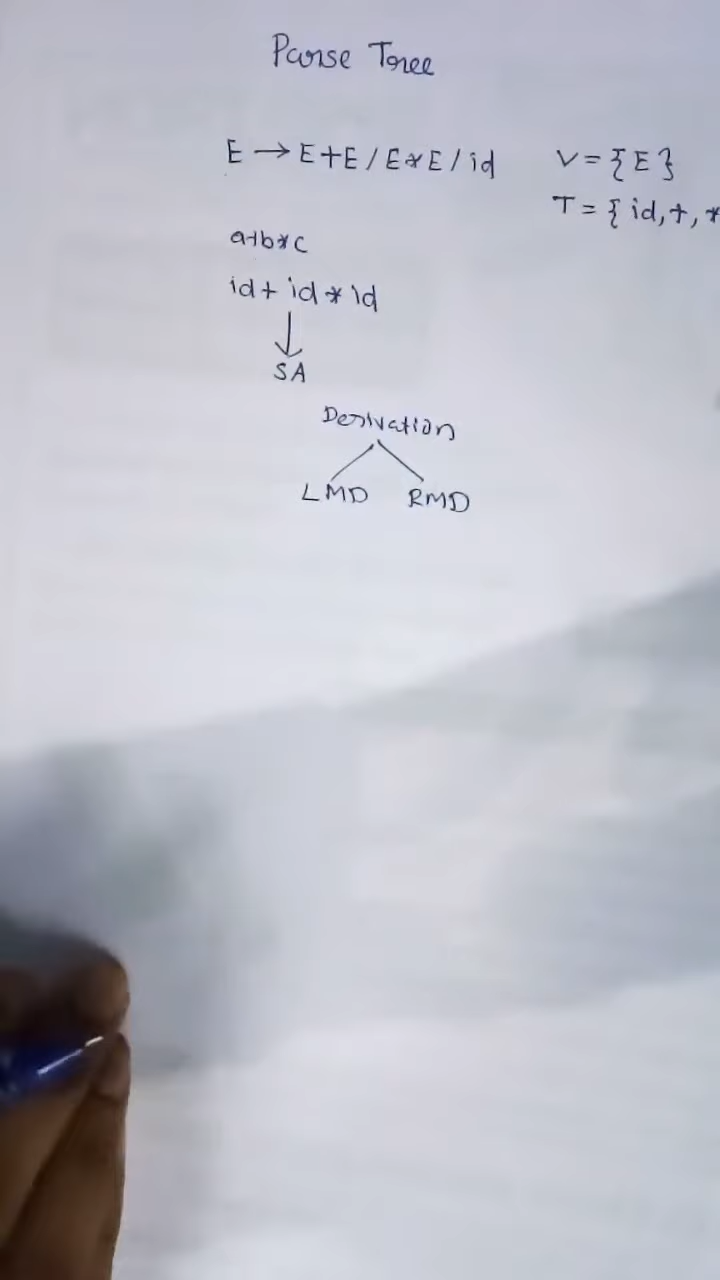 Parse Tree
E → E+E / E*E / id V = {E}
T = { id, +, *
a+b*c
id + id * id
↓
SA
Derivation
LMD RMD